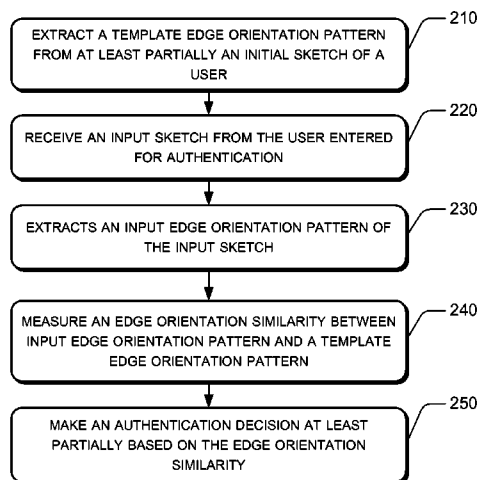 210
EXTRACT A TEMPLATE EDGE ORIENTATION PATTERN
FROM AT LEAST PARTIALLY AN INITIAL SKETCH OF A
USER
220
RECEIVE AN INPUT SKETCH FROM THE USER ENTERED
FOR AUTHENTICATION
230
EXTRACTS AN INPUT EDGE ORIENTATION PATTERN OF
THE INPUT SKETCH
240
MEASURE AN EDGE ORIENTATION SIMILARITY BETWEEN
INPUT EDGE ORIENTATION PATTERN AND A TEMPLATE
EDGE ORIENTATION PATTERN
250
MAKE AN AUTHENTICATION DECISION AT LEAST
PARTIALLY BASED ON THE EDGE ORIENTATION
SIMILARITY